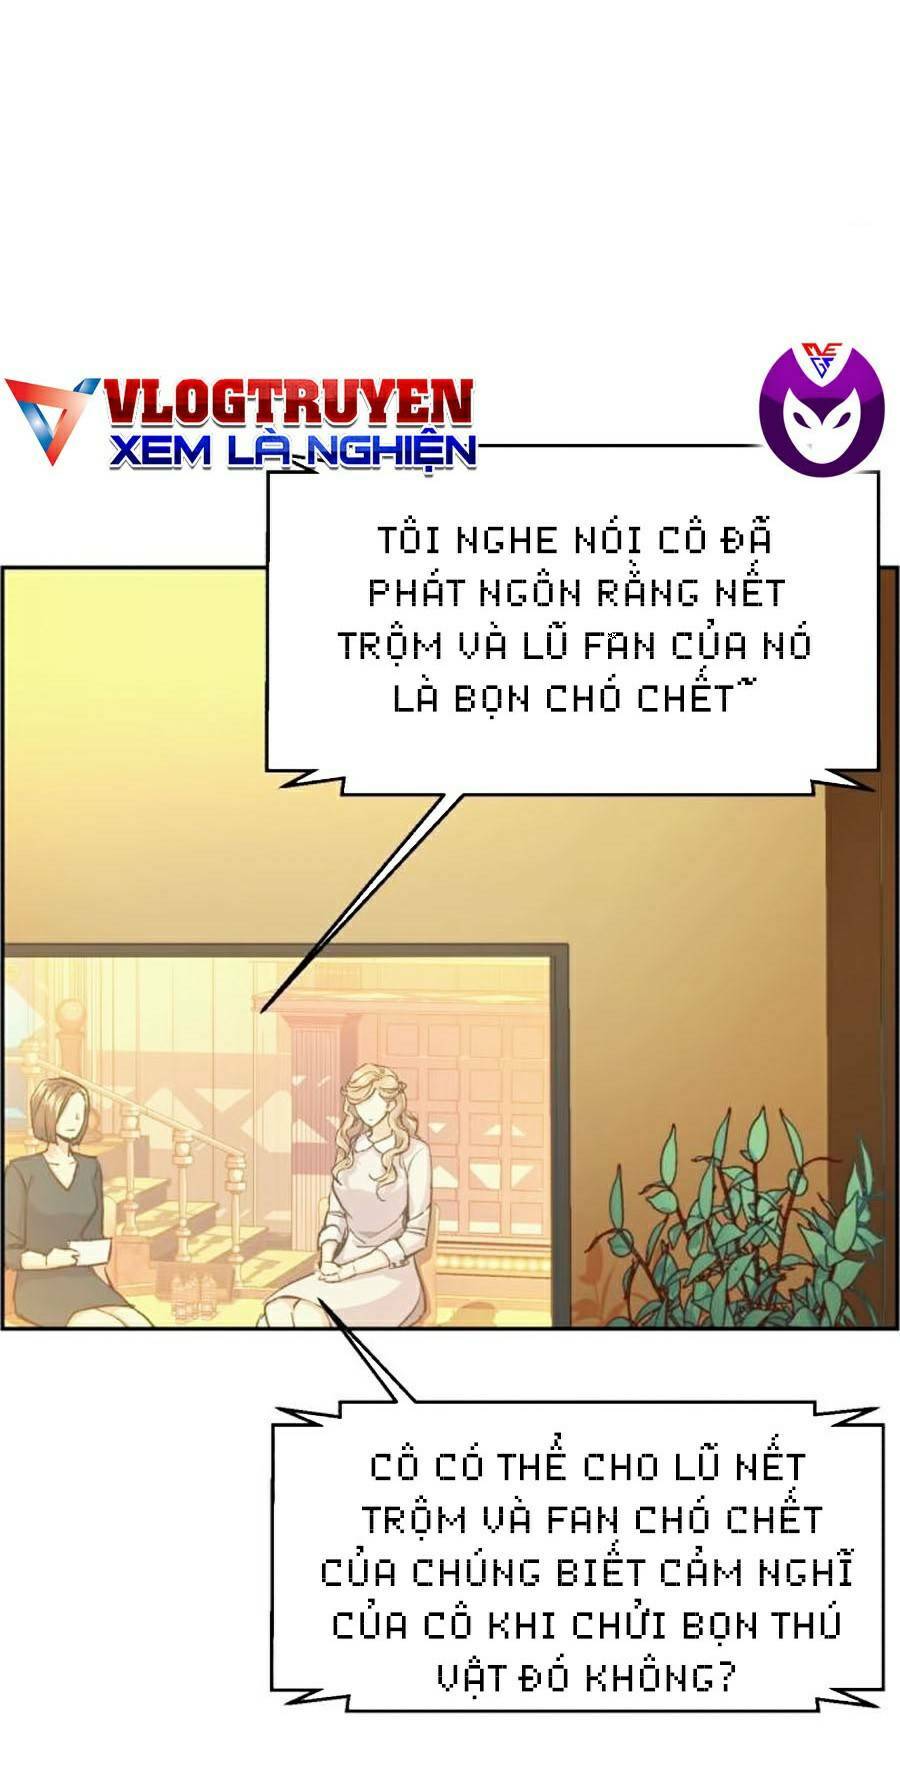 ME
GF
VLOGTRUYEN
XEM LÀ NGHIỆN
TÔI NGHE NÓI CÔ ĐÃ
PHÁT NGÔN RẰNG NẾT
TRỘM VÀ LŨ FAN CỦA NÓ
LÀ BỌN CHÓ CHẾT~
CÔ CÓ THỂ CHO LŨ NẾT
TRỘM VÀ FAN CHÓ CHẾT
CỦA CHÚNG BIẾT CẢM NGHĨ
CỦA CÔ KHI CHỬI BỌN THÚ
VẬT ĐÓ KHÔNG?